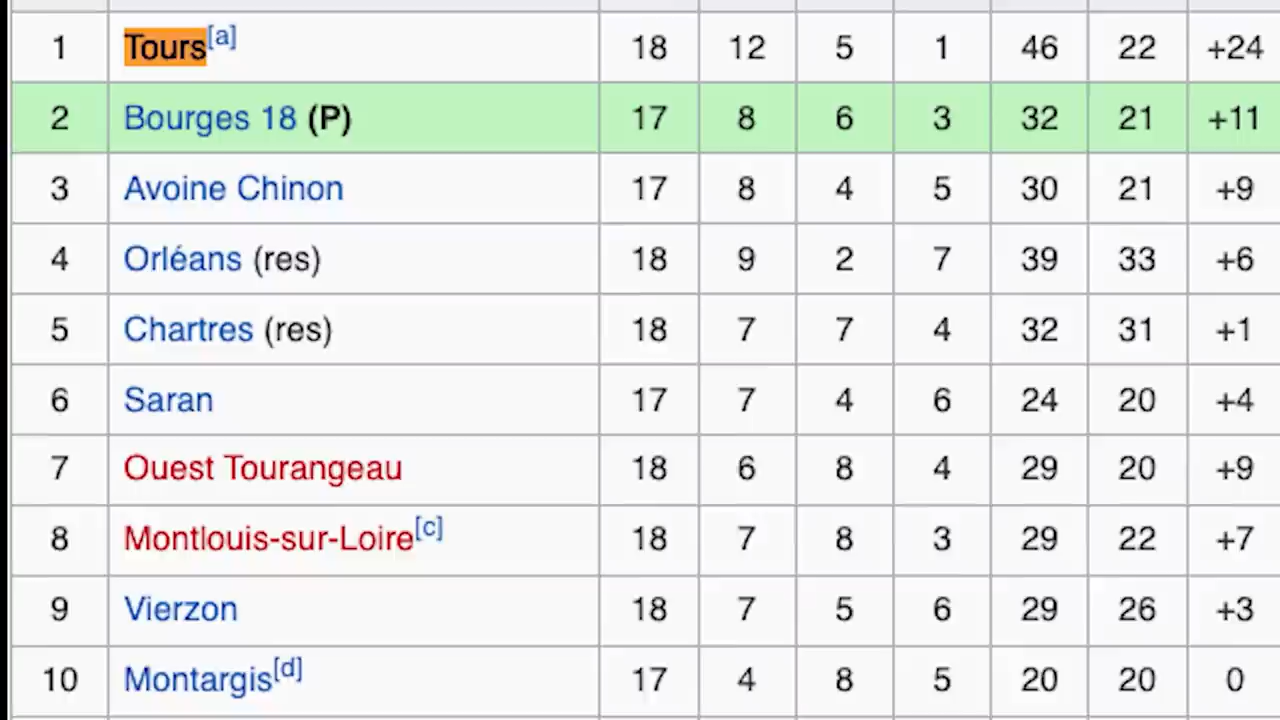 1 Tours[a] 18 12 5 1 46 22 +24
2 Bourges 18 (P) 17 8 6 3 32 21 +11
3 Avoine Chinon 17 8 4 5 30 21 +9
4 Orléans (res) 18 9 2 7 39 33 +6
5 Chartres (res) 18 7 7 4 32 31 +1
6 Saran 17 7 4 6 24 20 +4
7 Ouest Tourangeau 18 6 8 4 29 20 +9
8 Montlouis-sur-Loire[c] 18 7 8 3 29 22 +7
9 Vierzon 18 7 5 6 29 26 +3
10 Montargis[d] 17 4 8 5 20 20 0